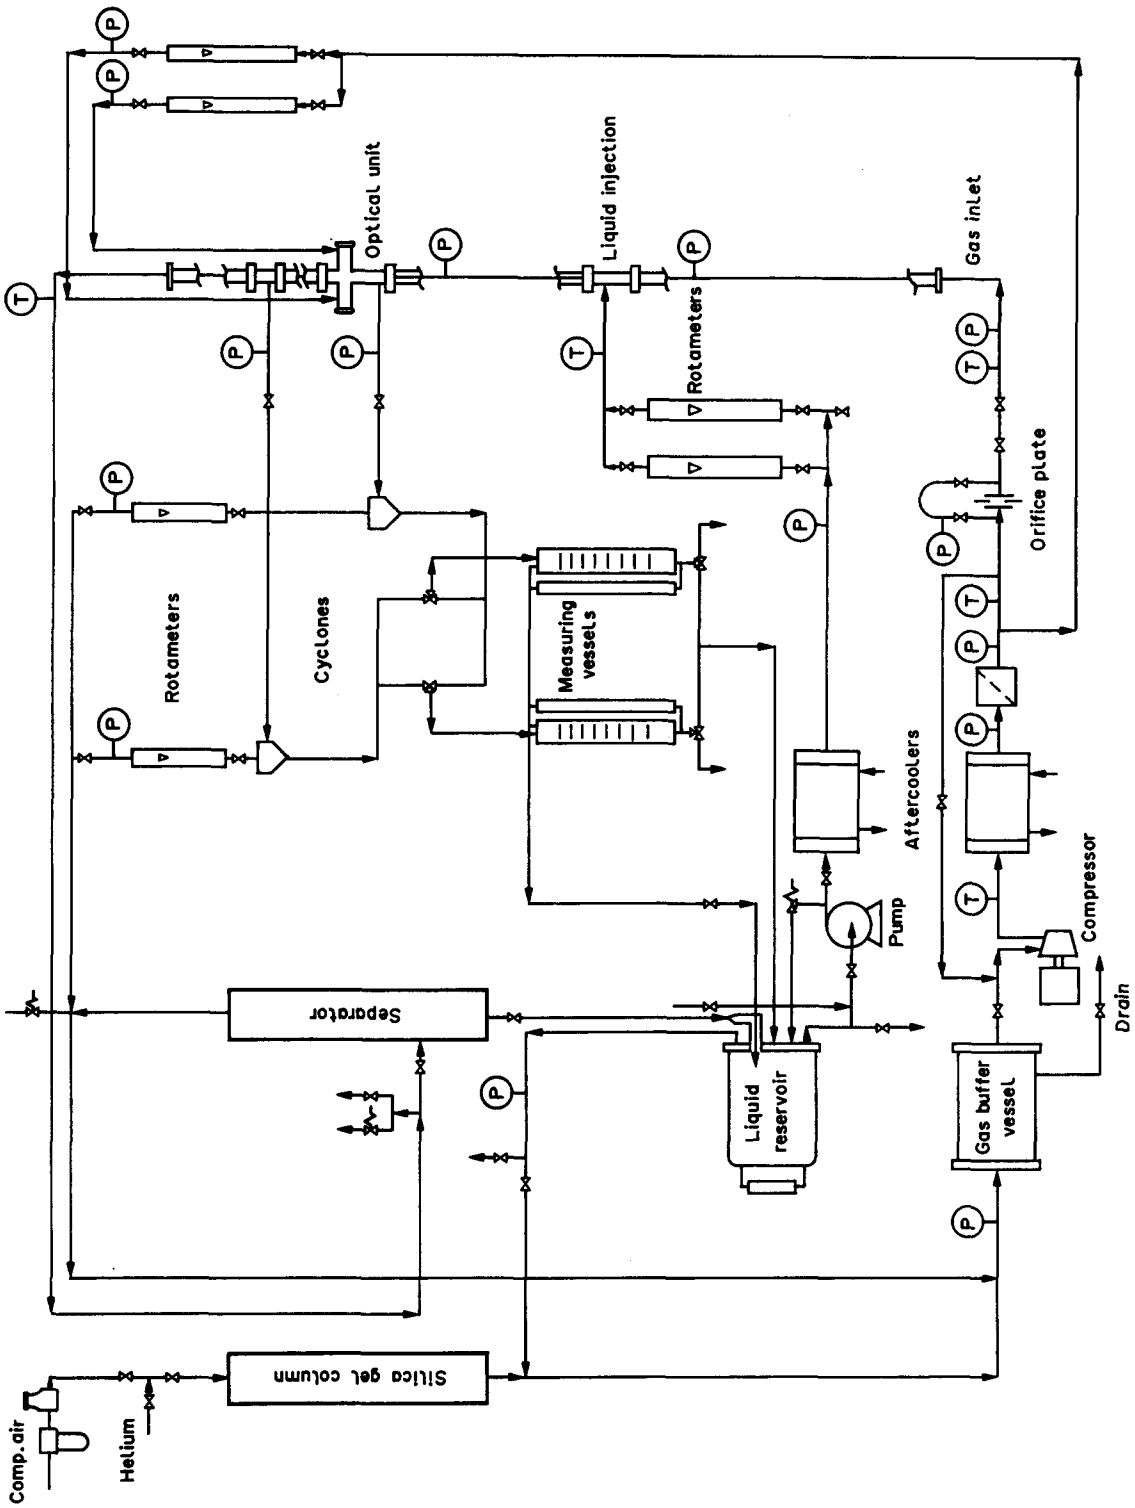 P
P
T
Optical unit
P
Liquid injection
P
Gas inlet
P
P
T
Rotameters
P
T
P
Rotameters
Cyclones
P
Measuring
vessels
P
P
Orifice plate
T
P
P
Aftercoolers
T
Compressor
Pump
Separator
P
Liquid
reservoir
Gas buffer
vessel
Drain
P
Silica gel column
Comp. air
Helium
P